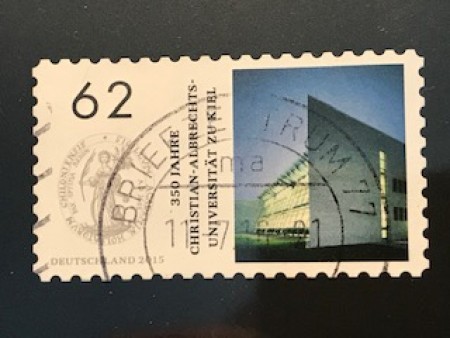 62
350 JAHRE
CHRISTIAN-ALBRECHTS-
UNIVERSITÄT ZU KIEL
DEUTSCHLAND 2015
BRIEFZENTRUM